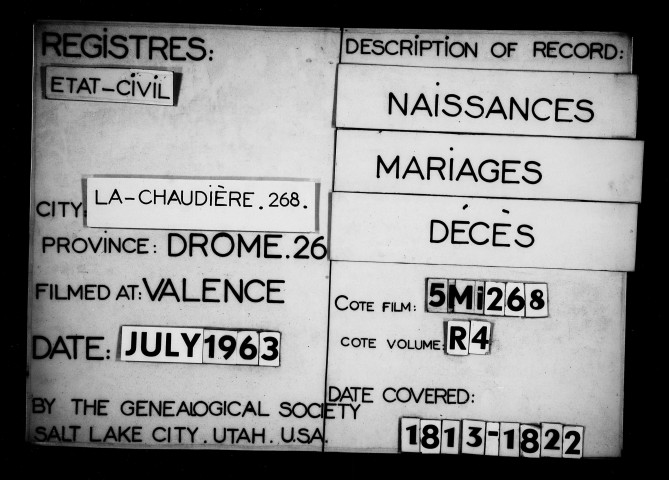 REGISTRES:
ETAT-CIVIL
CITY: LA-CHAUDIÈRE. 268.
PROVINCE: DROME. 26
FILMED AT: VALENCE
DATE: JULY 1963
BY THE GENEALOGICAL SOCIETY
SALT LAKE CITY. UTAH. U.S.A.
DESCRIPTION OF RECORD:
NAISSANCES
MARIAGES
DÉCÈS
COTE FILM: 5Mi268
COTE VOLUME: R4
DATE COVERED:
1813-1822